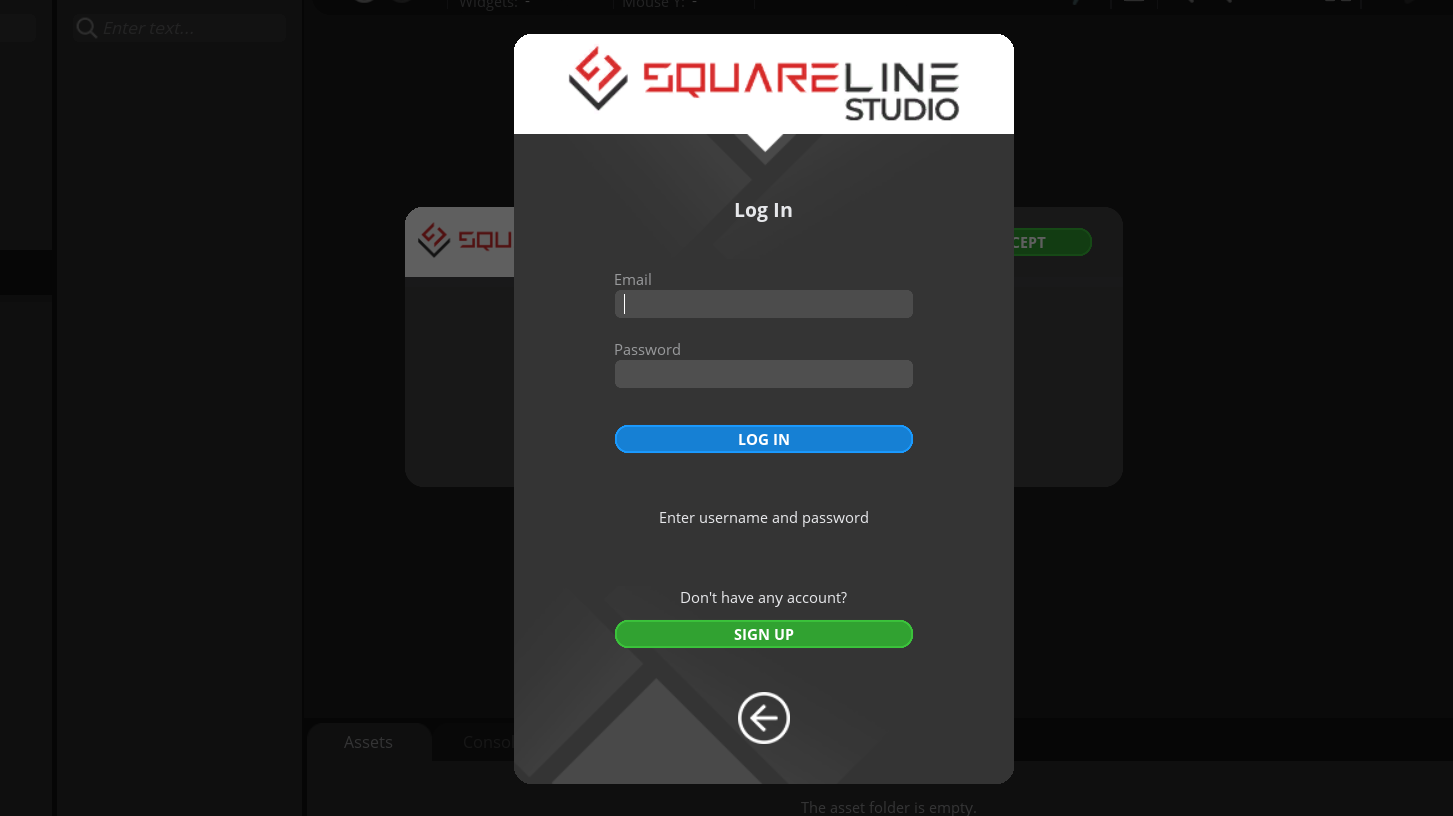 Widgets: -
Mouse Y: -
Enter text...
SQUARELINE
STUDIO
Log In
SQU
CEPT
Email
Password
LOG IN
Enter username and password
Don't have any account?
SIGN UP
Assets
Consol
The asset folder is empty.